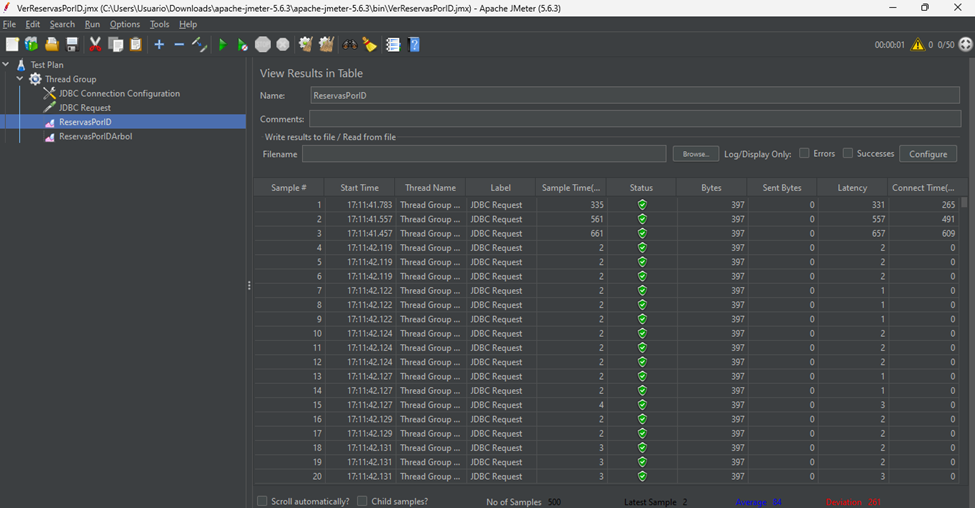 VerReservasPorID.jmx (C:\Users\Usuario\Downloads\apache-jmeter-5.6.3\apache-jmeter-5.6.3\bin\VerReservasPorID.jmx) - Apache JMeter (5.6.3)
File Edit Search Run Options Tools Help
00:00:01 0 0/50
Test Plan
Thread Group
JDBC Connection Configuration
JDBC Request
ReservasPorID
ReservasPorIDArbol
View Results in Table
Name: ReservasPorID
Comments:
Write results to file / Read from file
Filename Browse... Log/Display Only: Errors Successes Configure
Sample # Start Time Thread Name Label Sample Time(... Status Bytes Sent Bytes Latency Connect Time(...
1 17:11:41.783 Thread Group ... JDBC Request 335 397 0 331 265
2 17:11:41.557 Thread Group ... JDBC Request 561 397 0 557 491
3 17:11:41.457 Thread Group ... JDBC Request 661 397 0 657 609
4 17:11:42.119 Thread Group ... JDBC Request 2 397 0 2 0
5 17:11:42.119 Thread Group ... JDBC Request 2 397 0 2 0
6 17:11:42.119 Thread Group ... JDBC Request 2 397 0 2 0
7 17:11:42.122 Thread Group ... JDBC Request 2 397 0 1 0
8 17:11:42.122 Thread Group ... JDBC Request 2 397 0 1 0
9 17:11:42.122 Thread Group ... JDBC Request 2 397 0 1 0
10 17:11:42.124 Thread Group ... JDBC Request 2 397 0 2 0
11 17:11:42.124 Thread Group ... JDBC Request 2 397 0 2 0
12 17:11:42.124 Thread Group ... JDBC Request 2 397 0 2 0
13 17:11:42.127 Thread Group ... JDBC Request 2 397 0 1 0
14 17:11:42.127 Thread Group ... JDBC Request 2 397 0 1 0
15 17:11:42.127 Thread Group ... JDBC Request 4 397 0 3 0
16 17:11:42.129 Thread Group ... JDBC Request 2 397 0 2 0
17 17:11:42.129 Thread Group ... JDBC Request 2 397 0 2 0
18 17:11:42.131 Thread Group ... JDBC Request 3 397 0 2 0
19 17:11:42.131 Thread Group ... JDBC Request 3 397 0 2 0
20 17:11:42.131 Thread Group ... JDBC Request 3 397 0 3 0
Scroll automatically? Child samples? No of Samples 500 Latest Sample 2 Average 84 Deviation 261